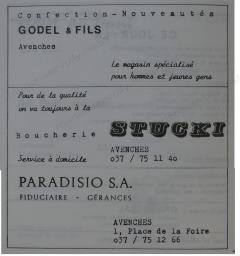 Confection-Nouveautés
GODEL & FILS
Avenches
Le magasin spécialisé
pour hommes et jeunes gens
Pour de la qualité
on va toujours à la
Boucherie STUCKI
AVENCHES
Service à domicile 037 / 75 11 40
PARADISIO S.A.
FIDUCIAIRE - GÉRANCES
AVENCHES
1, Place de la Foire
037 / 75 12 66